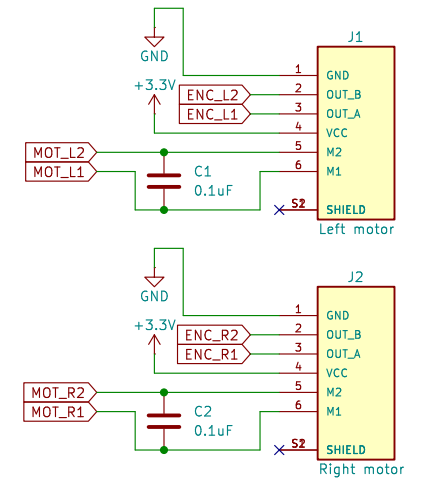 J1
GND
+3.3V
1 GND
ENC_L2 2 OUT_B
ENC_L1 3 OUT_A
4 VCC
MOT_L2 5 M2
MOT_L1 6 M1
C1
0.1uF
SHIELD
Left motor
J2
GND
+3.3V
1 GND
ENC_R2 2 OUT_B
ENC_R1 3 OUT_A
4 VCC
MOT_R2 5 M2
MOT_R1 6 M1
C2
0.1uF
SHIELD
Right motor